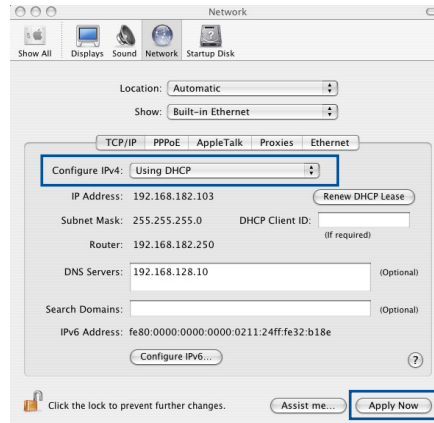 Network
Show All Displays Sound Network Startup Disk
Location: Automatic
Show: Built-in Ethernet
TCP/IP PPPoE AppleTalk Proxies Ethernet
Configure IPv4: Using DHCP
IP Address: 192.168.182.103 Renew DHCP Lease
Subnet Mask: 255.255.255.0 DHCP Client ID:
(If required)
Router: 192.168.182.250
DNS Servers: 192.168.128.10 (Optional)
Search Domains: (Optional)
IPv6 Address: fe80:0000:0000:0000:0211:24ff:fe32:b18e
Configure IPv6... ?
Click the lock to prevent further changes. Assist me... Apply Now